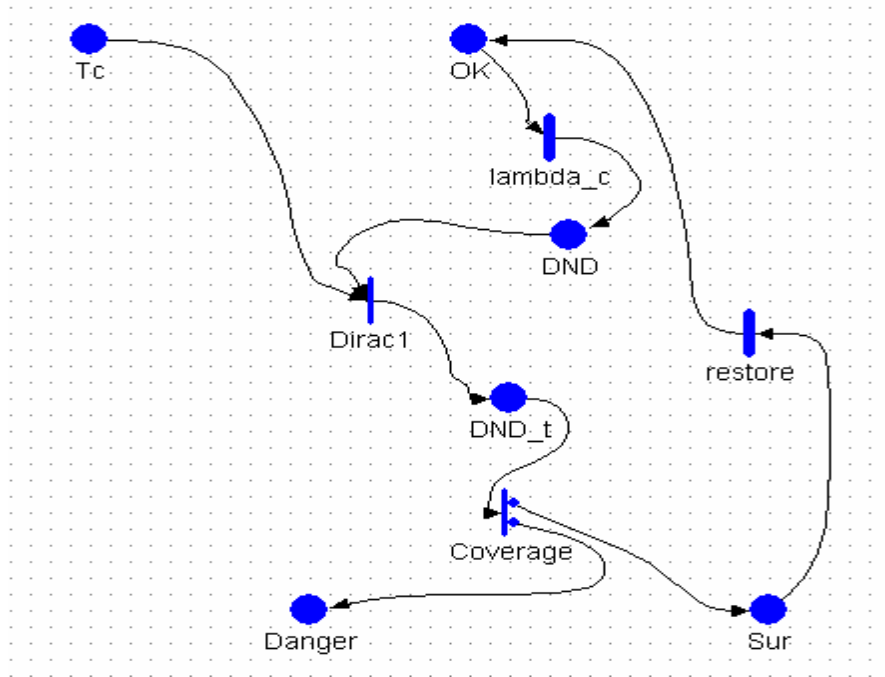 Tc
OK
lambda_c
DND
Dirac1
restore
DND_t
Coverage
Danger
Sur